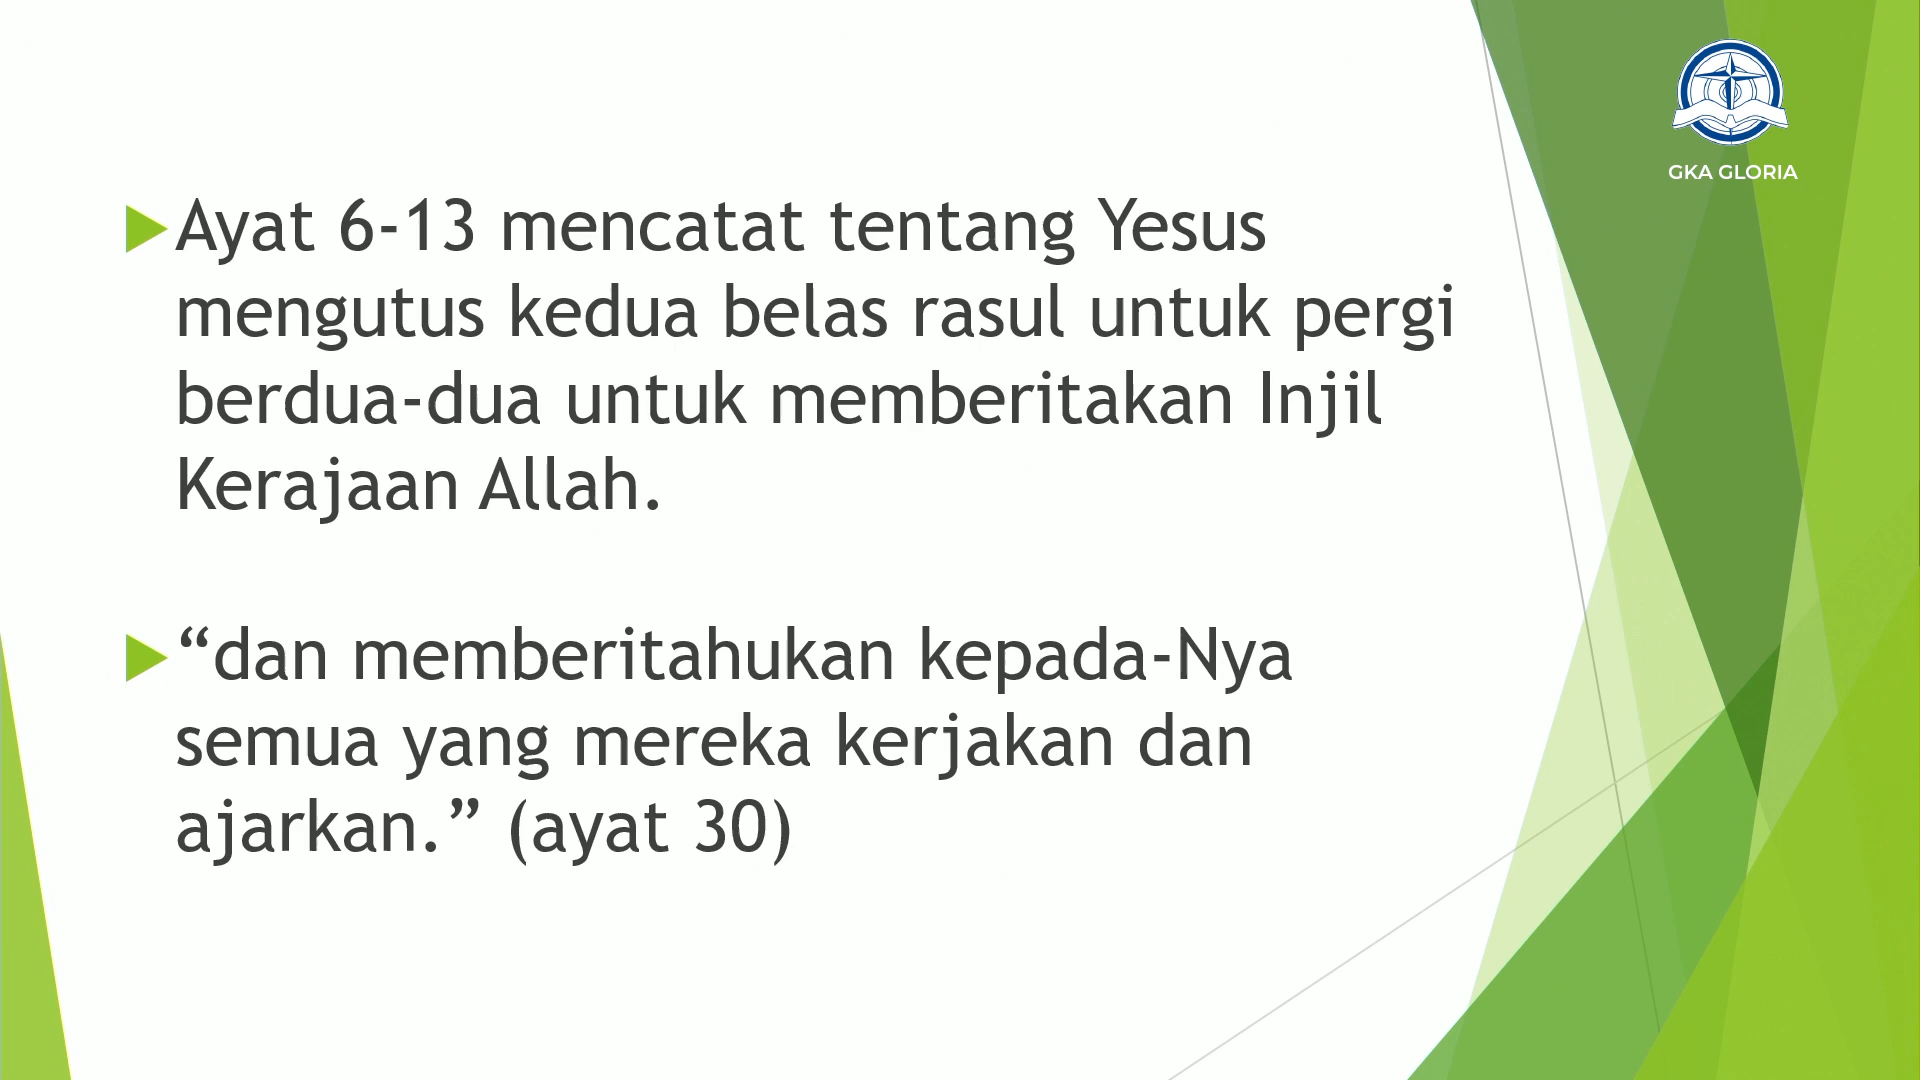 GKA GLORIA
Ayat 6-13 mencatat tentang Yesus
mengutus kedua belas rasul untuk pergi
berdua-dua untuk memberitakan Injil
Kerajaan Allah.
“dan memberitahukan kepada-Nya
semua yang mereka kerjakan dan
ajarkan.” (ayat 30)